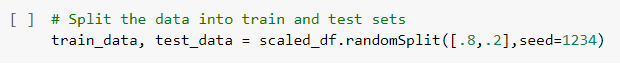 [ ] # Split the data into train and test sets
train_data, test_data = scaled_df.randomSplit([.8,.2],seed=1234)